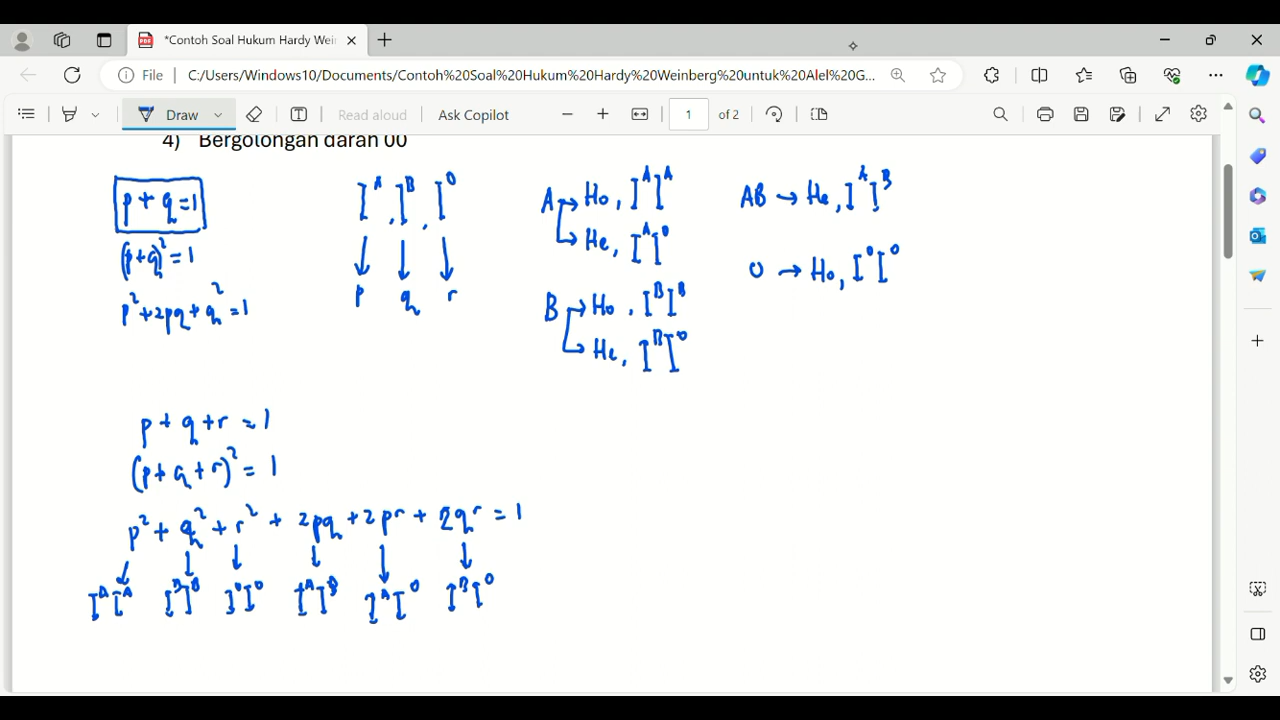 *Contoh Soal Hukum Hardy Wein
File C:/Users/Windows10/Documents/Contoh%20Soal%20Hukum%20Hardy%20Weinberg%20untuk%20Alel%20G...
Draw Read aloud Ask Copilot 1 of 2
4) Bergolongan darah OO
p + q = 1
(p+q)² = 1
p² + 2pq + q² = 1
Iᴬ, Iᴮ, Iᴼ
p q r
A → Ho, IᴬIᴬ
→ He, IᴬIᴼ
B → Ho, IᴮIᴮ
→ He, IᴮIᴼ
AB → He, IᴬIᴮ
O → Ho, IᴼIᴼ
p + q + r = 1
(p + q + r)² = 1
p² + q² + r² + 2pq + 2pr + 2qr = 1
IᴬIᴬ IᴮIᴮ IᴼIᴼ IᴬIᴮ IᴬIᴼ IᴮIᴼ